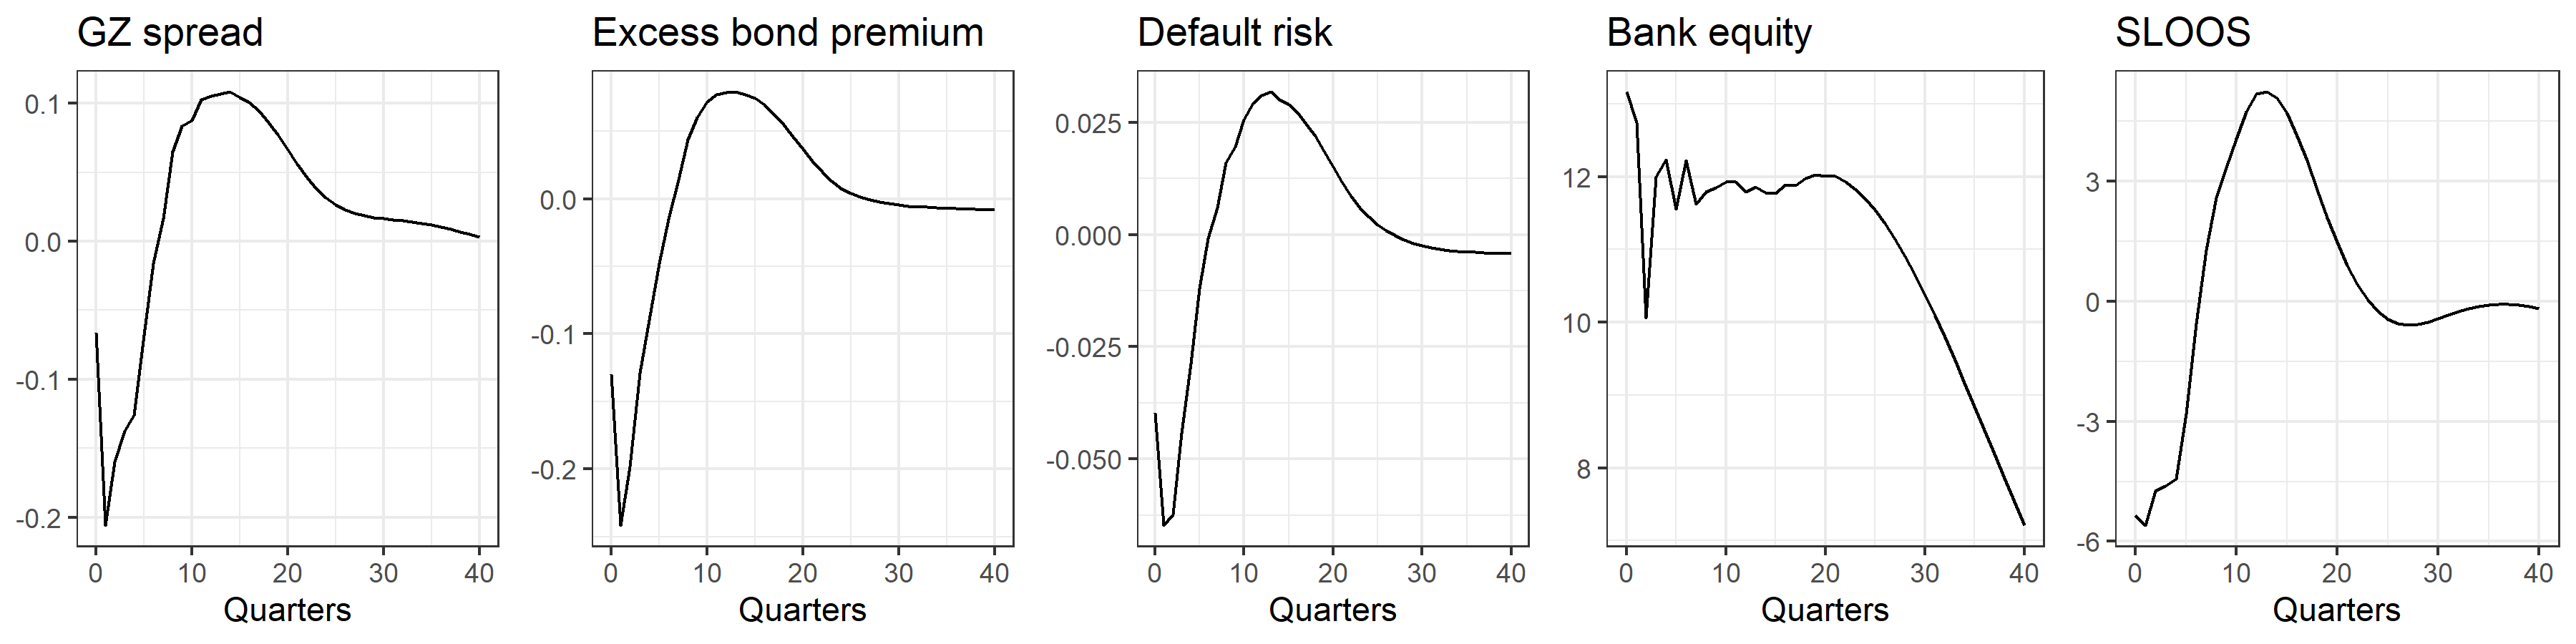 GZ spread
0.1
0.0
-0.1
-0.2
0 10 20 30 40
Quarters
Excess bond premium
0.0
-0.1
-0.2
0 10 20 30 40
Quarters
Default risk
0.025
0.000
-0.025
-0.050
0 10 20 30 40
Quarters
Bank equity
12
10
8
0 10 20 30 40
Quarters
SLOOS
3
0
-3
-6
0 10 20 30 40
Quarters